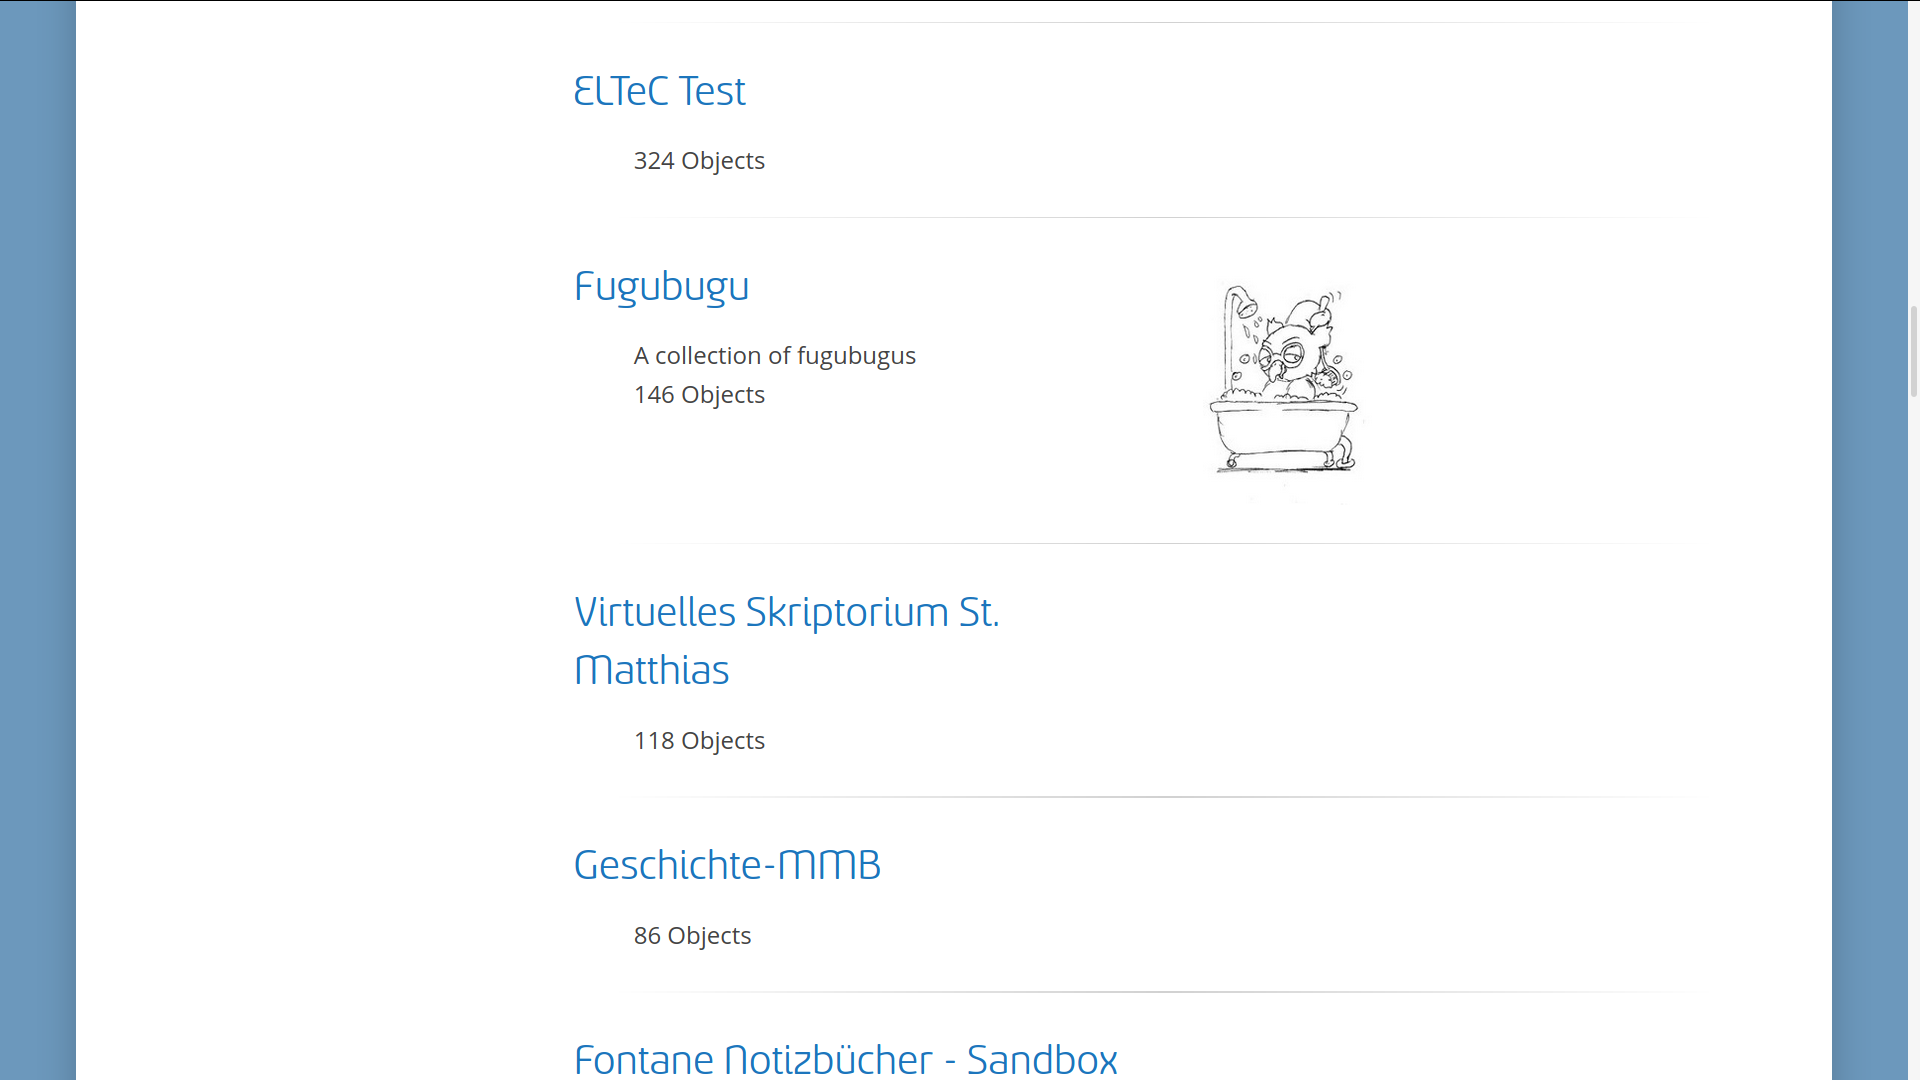 ELTeC Test
324 Objects
Fugubugu
A collection of fugubugus
146 Objects
Virtuelles Skriptorium St.
Matthias
118 Objects
Geschichte-MMB
86 Objects
Fontane Notizbücher - Sandbox